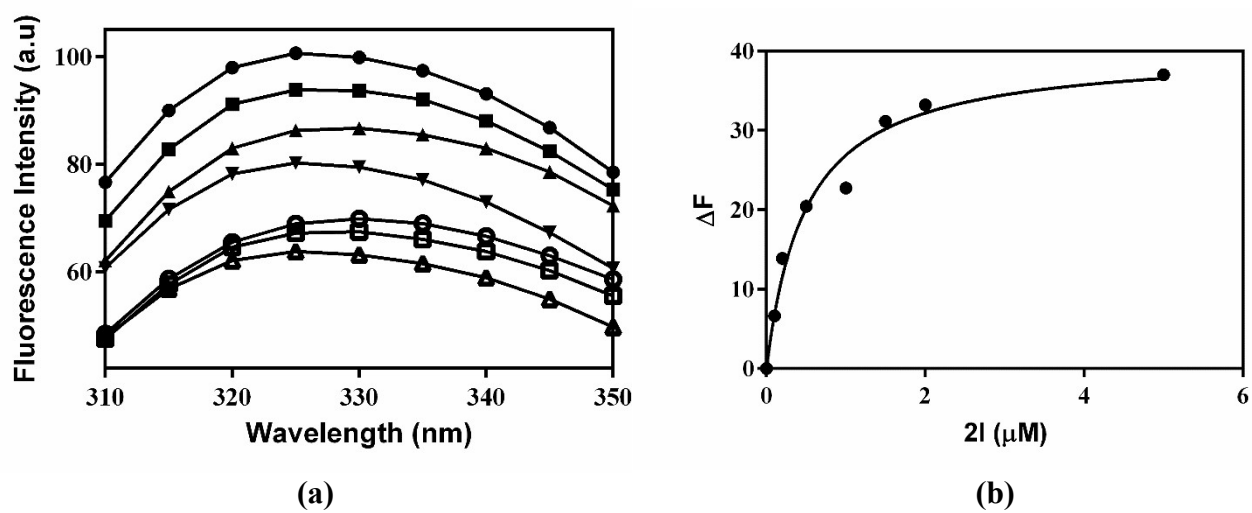 Fluorescence Intensity (a.u)
100
80
60
310 320 330 340 350
Wavelength (nm)
(a)
ΔF
40
30
20
10
0
0 2 4 6
2l (μM)
(b)